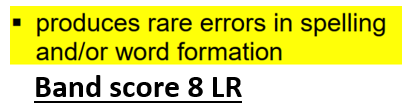 ▪ produces rare errors in spelling
and/or word formation
Band score 8 LR